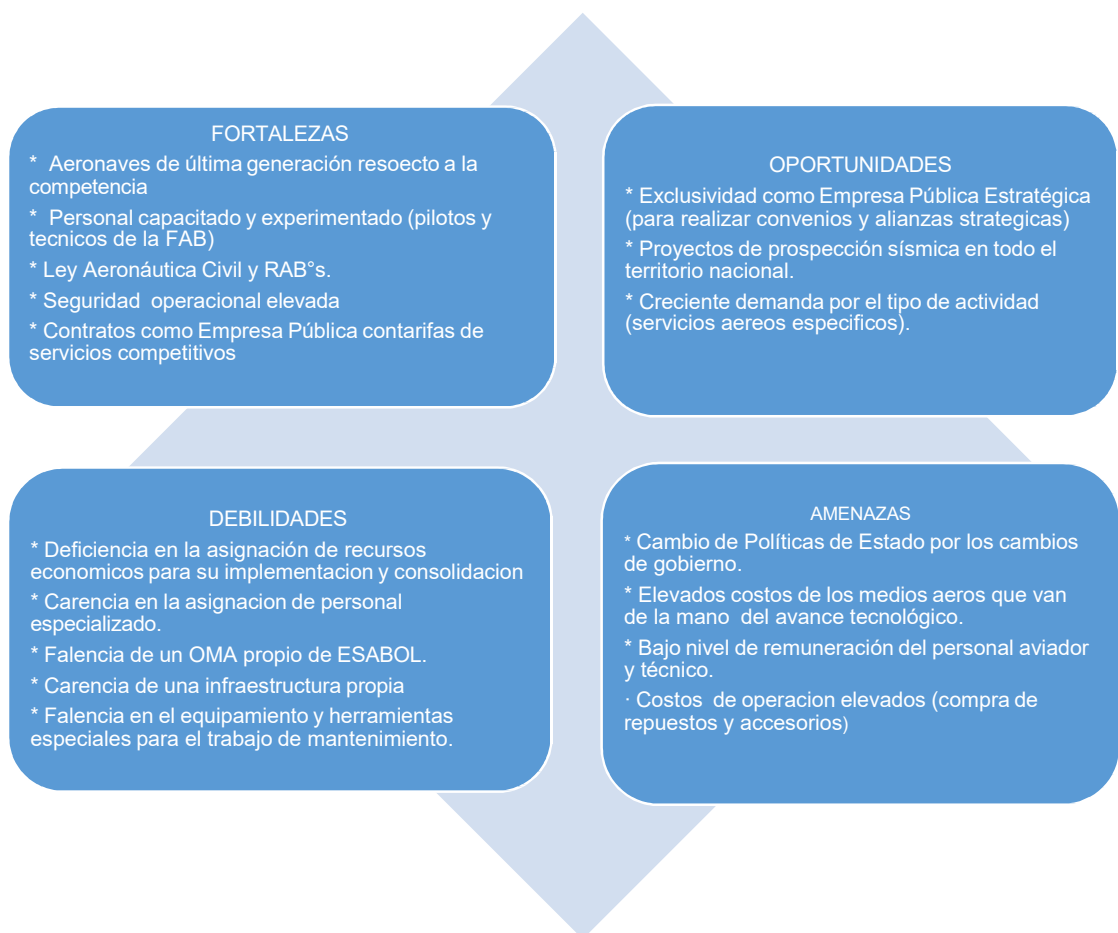 FORTALEZAS
* Aeronaves de última generación resoecto a la
competencia
* Personal capacitado y experimentado (pilotos y
tecnicos de la FAB)
* Ley Aeronáutica Civil y RAB°s.
* Seguridad operacional elevada
* Contratos como Empresa Pública contarifas de
servicios competitivos
OPORTUNIDADES
* Exclusividad como Empresa Pública Estratégica
(para realizar convenios y alianzas strategicas)
* Proyectos de prospección sísmica en todo el
territorio nacional.
* Creciente demanda por el tipo de actividad
(servicios aereos especificos).
DEBILIDADES
* Deficiencia en la asignación de recursos
economicos para su implementacion y consolidacion
* Carencia en la asignacion de personal
especializado.
* Falencia de un OMA propio de ESABOL.
* Carencia de una infraestructura propia
* Falencia en el equipamiento y herramientas
especiales para el trabajo de mantenimiento.
AMENAZAS
* Cambio de Políticas de Estado por los cambios
de gobierno.
* Elevados costos de los medios aeros que van
de la mano del avance tecnológico.
* Bajo nivel de remuneración del personal aviador
y técnico.
· Costos de operacion elevados (compra de
repuestos y accesorios)